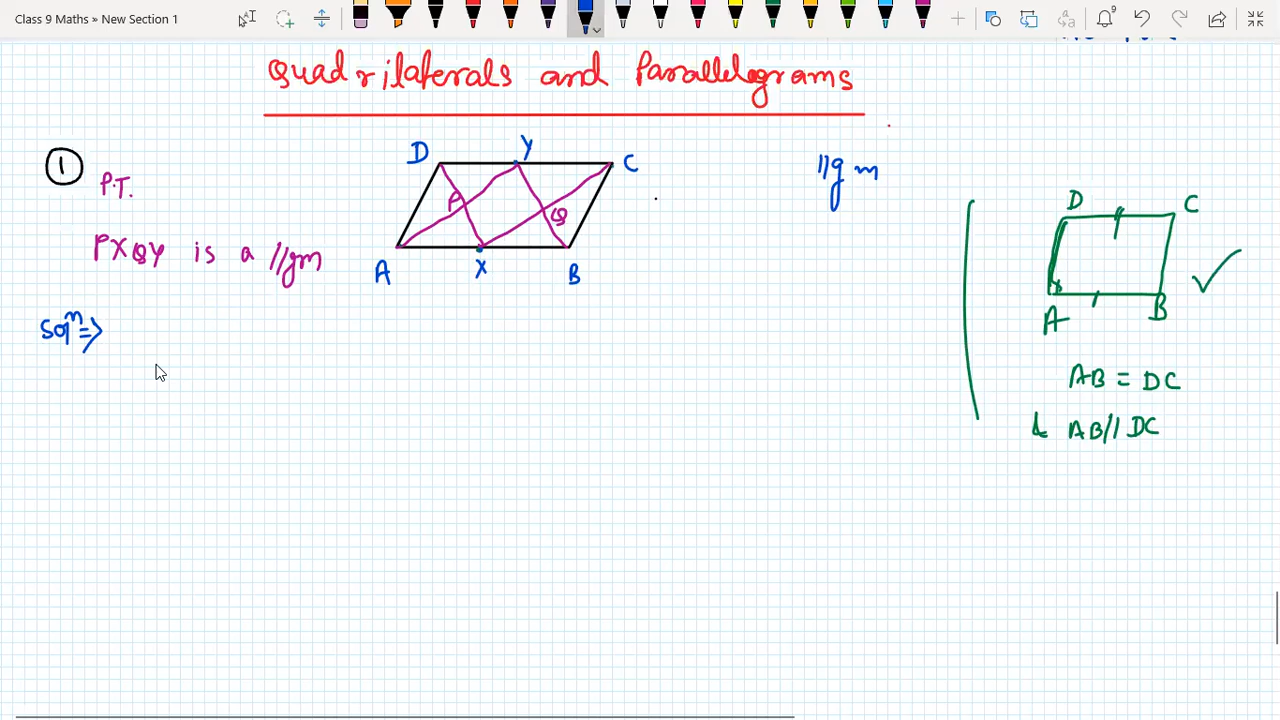 Class 9 Maths » New Section 1
9
Quadrilaterals and Parallelograms
① P.T.
PXQY is a //gm
Solⁿ ⇒
D Y C
P Q
A X B
//gm
D C
A B
AB = DC
& AB // DC